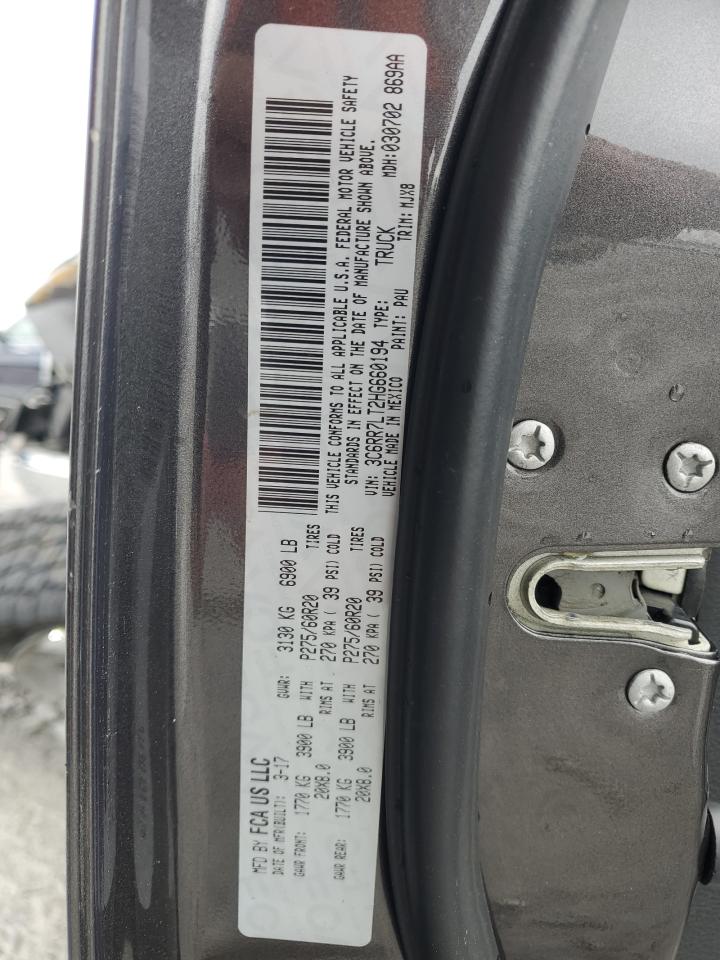 MFD BY FCA US LLC
DATE OF MFR(BUILT): 3-17 GVWR: 3130 KG 6900 LB
GAWR FRONT: 1770 KG 3900 LB WITH P275/60R20 TIRES
20X8.0 RIMS AT 270 KPA ( 39 PSI) COLD
GAWR REAR: 1770 KG 3900 LB WITH P275/60R20 TIRES
20X8.0 RIMS AT 270 KPA ( 39 PSI) COLD
THIS VEHICLE CONFORMS TO ALL APPLICABLE U.S.A. FEDERAL MOTOR VEHICLE SAFETY
STANDARDS IN EFFECT ON THE DATE OF MANUFACTURE SHOWN ABOVE.
VIN: 3C6RR7LT2HG660194 TYPE: TRUCK MDH:030702 869AA
VEHICLE MADE IN MEXICO PAINT: PAU TRIM: MJX8